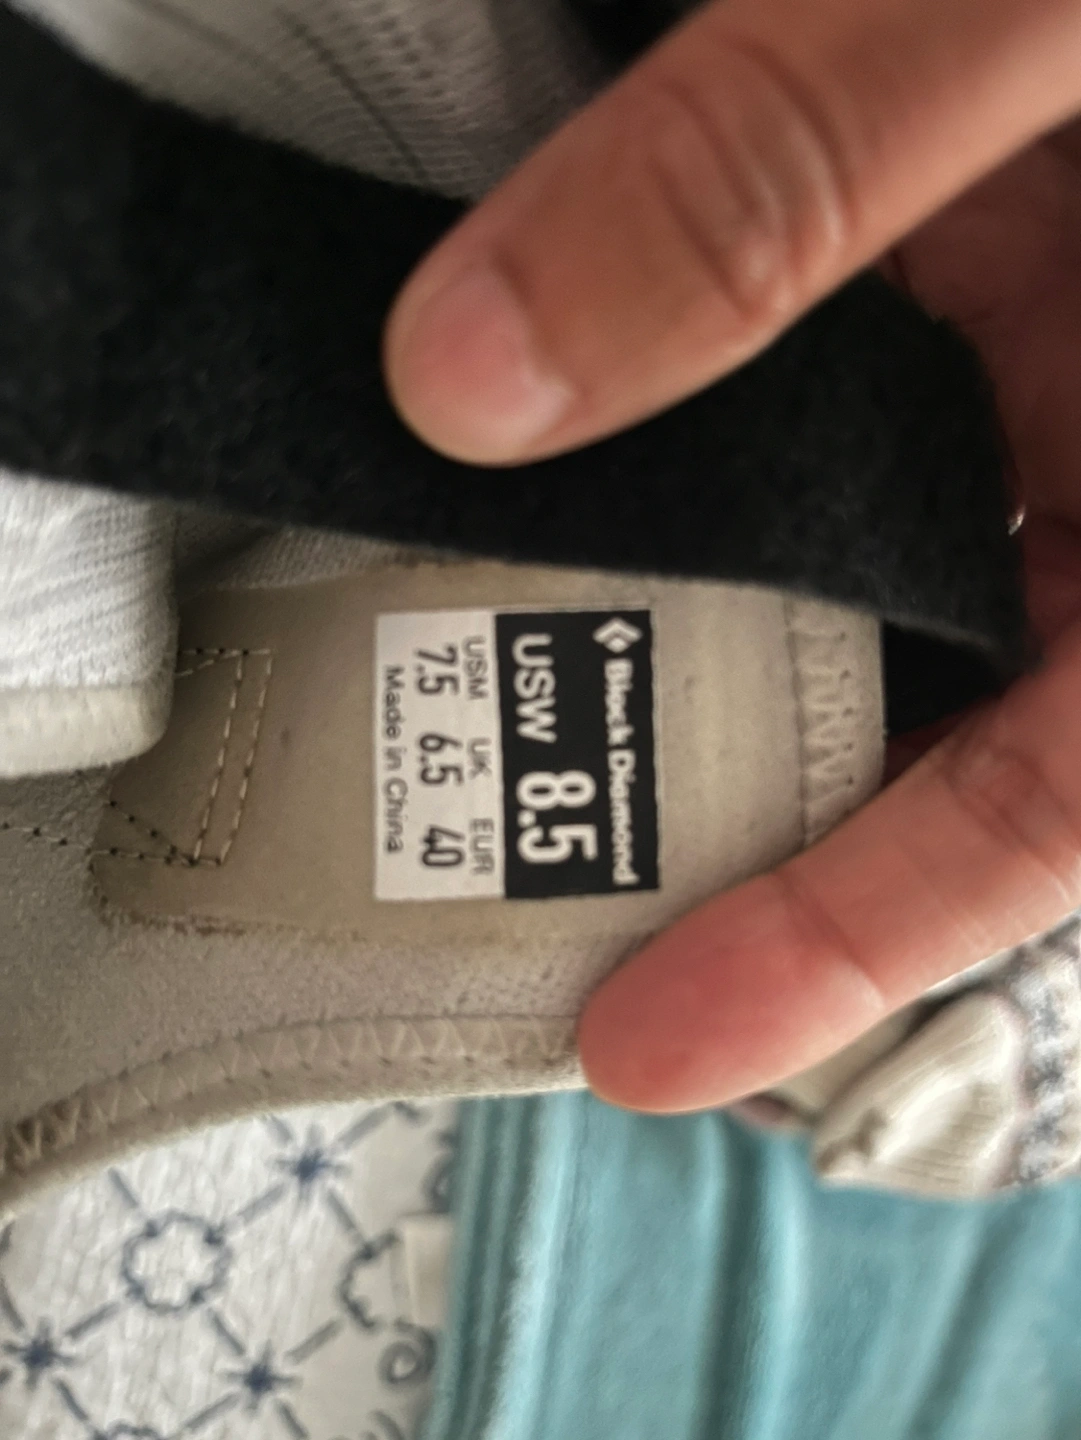 Black Diamond
USW 8.5
USM UK EUR
7.5 6.5 40
Made in China